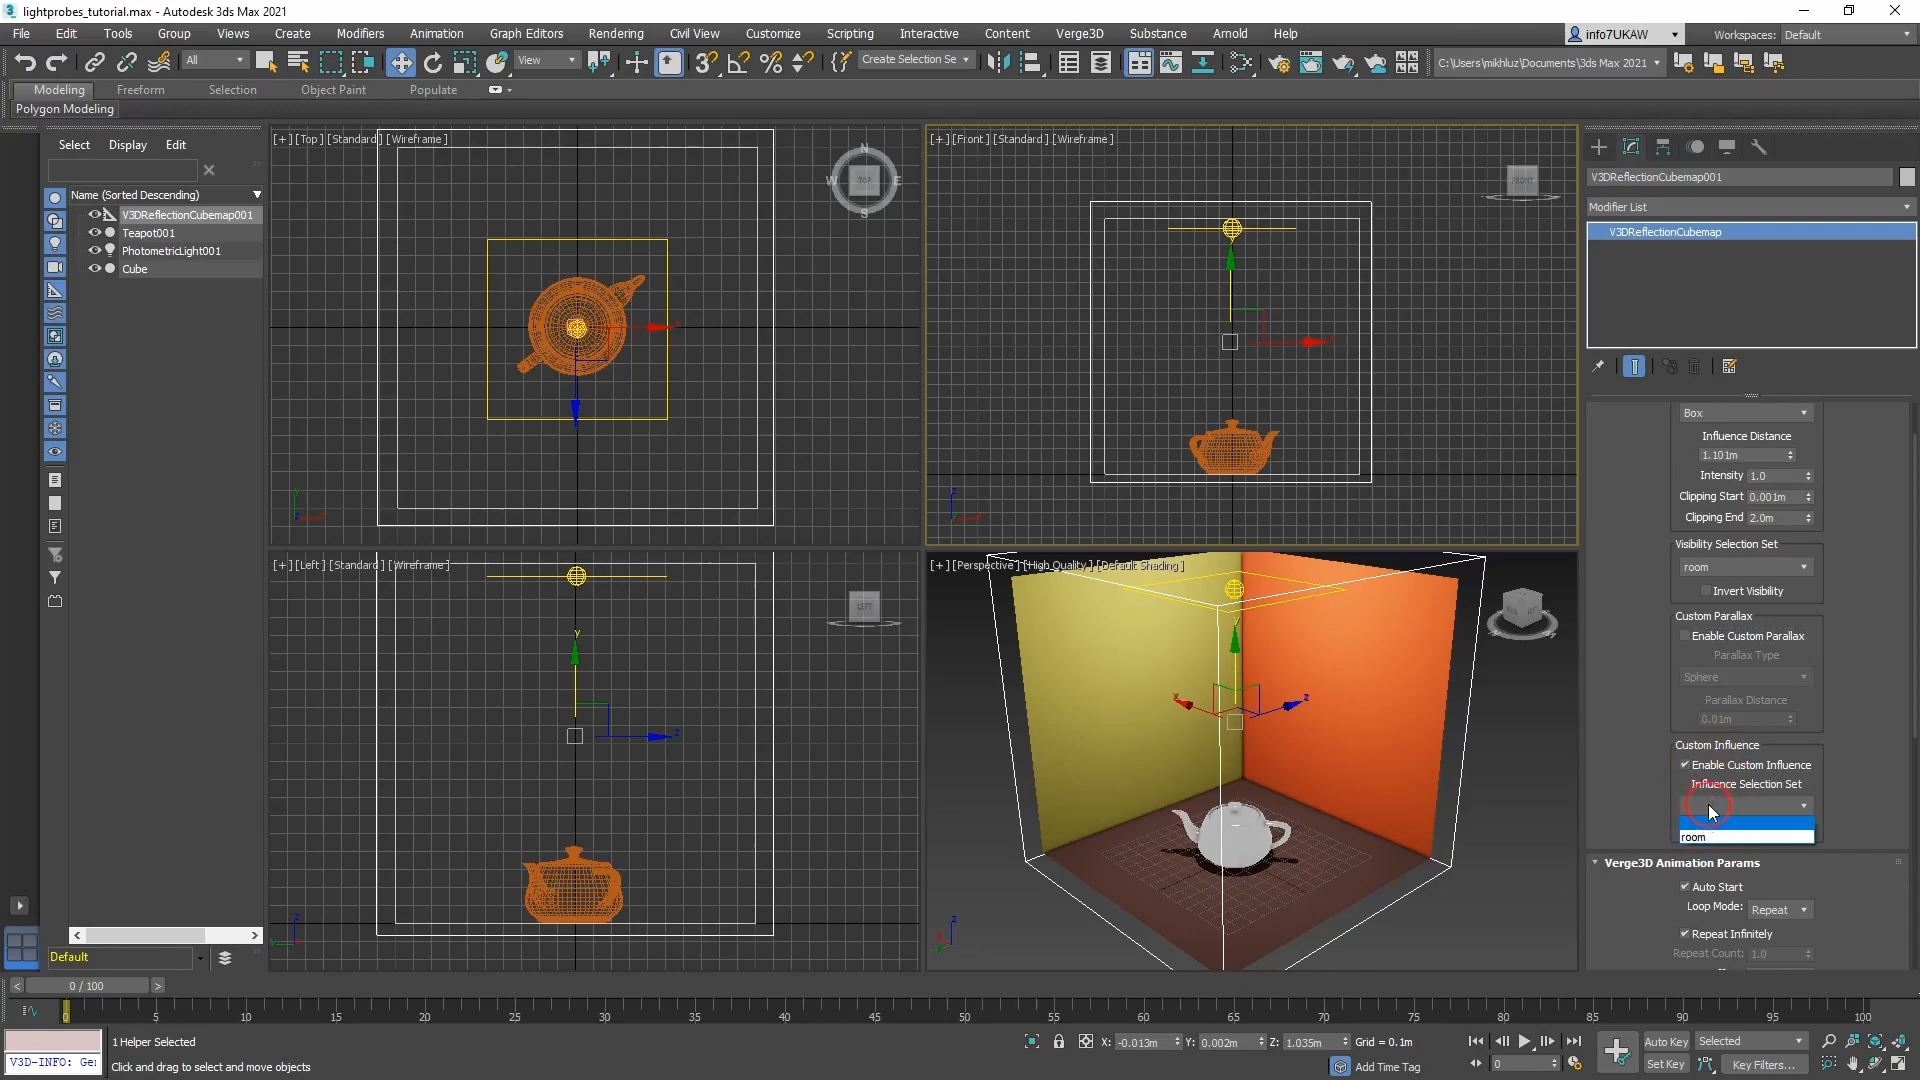 lightprobes_tutorial.max - Autodesk 3ds Max 2021
File Edit Tools Group Views Create Modifiers Animation Graph Editors Rendering Civil View Customize Scripting Interactive Content Verge3D Substance Arnold Help
info7UKAW
Workspaces: Default
All
View
Create Selection Se
C:\Users\mikhluz\Documents\3ds Max 2021
Modeling Freeform Selection Object Paint Populate
Polygon Modeling
Select Display Edit
Name (Sorted Descending)
V3DReflectionCubemap001
Teapot001
PhotometricLight001
Cube
Default
[+] [Top] [Standard] [Wireframe]
N
W TOP E
S
[+] [Front] [Standard] [Wireframe]
FRONT
[+] [Left] [Standard] [Wireframe]
LEFT
[+] [Perspective] [High Quality] [Default Shading]
V3DReflectionCubemap001
Modifier List
V3DReflectionCubemap
Box
Influence Distance
1.101m
Intensity 1.0
Clipping Start 0.001m
Clipping End 2.0m
Visibility Selection Set
room
Invert Visibility
Custom Parallax
Enable Custom Parallax
Parallax Type
Sphere
Parallax Distance
0.01m
Custom Influence
Enable Custom Influence
Influence Selection Set
room
Verge3D Animation Params
Auto Start
Loop Mode: Repeat
Repeat Infinitely
Repeat Count: 1.0
< 0 / 100 >
0 5 10 15 20 25 30 35 40 45 50 55 60 65 70 75 80 85 90 95 100
V3D-INFO: Ge
1 Helper Selected
Click and drag to select and move objects
X: -0.013m Y: 0.002m Z: 1.035m Grid = 0.1m
Add Time Tag
0
Auto Key Selected
Set Key Key Filters...